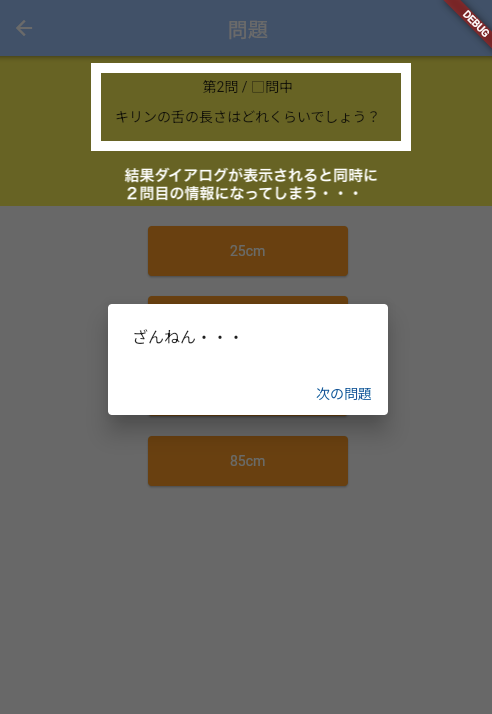 問題
DEBUG
第2問 / □問中
キリンの舌の長さはどれくらいでしょう？
結果ダイアログが表示されると同時に
２問目の情報になってしまう・・・
25cm
ざんねん・・・
次の問題
85cm